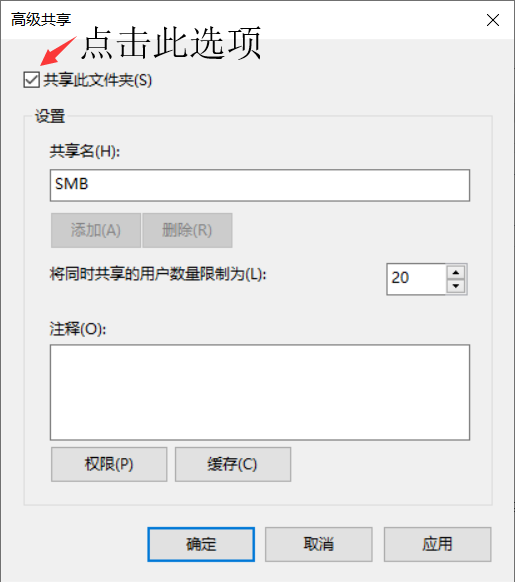 高级共享
点击此选项
共享此文件夹(S)
设置
共享名(H):
SMB
添加(A) 删除(R)
将同时共享的用户数量限制为(L): 20
注释(O):
权限(P) 缓存(C)
确定 取消 应用